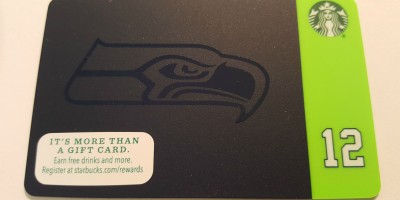 IT'S MORE THAN
A GIFT CARD.
Earn free drinks and more.
Register at starbucks.com/rewards
12